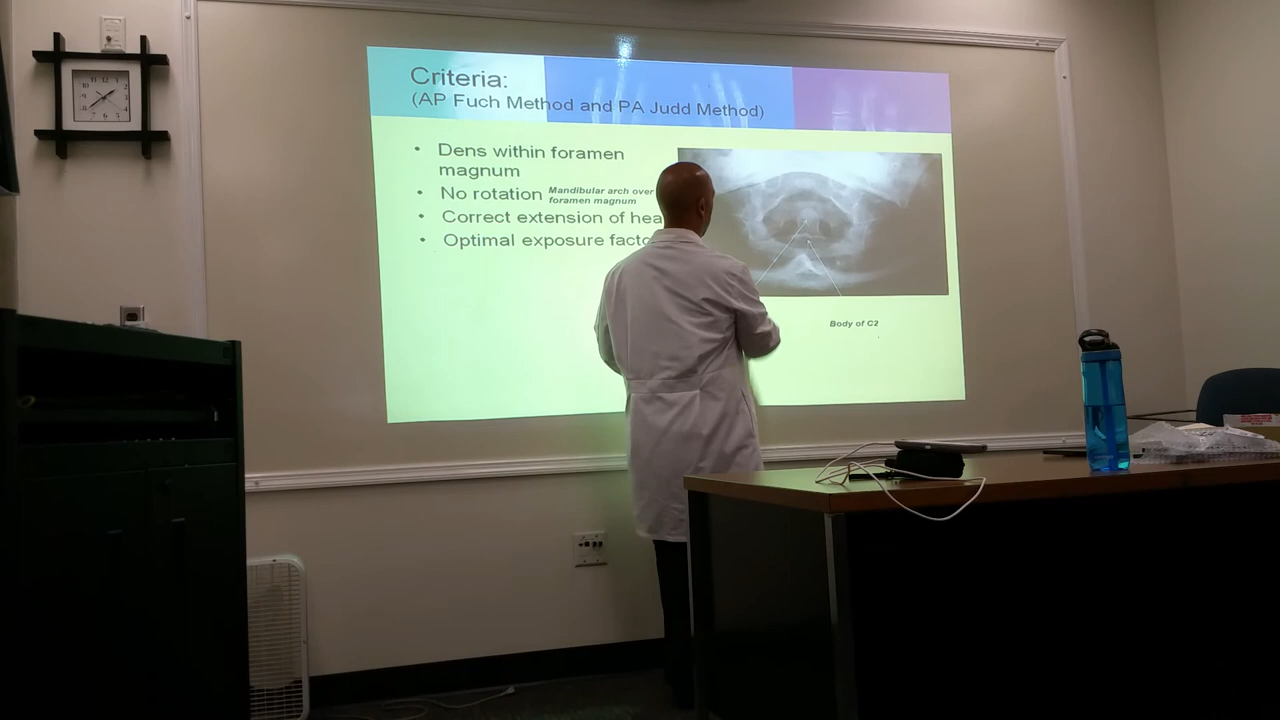 Criteria:
(AP Fuch Method and PA Judd Method)
• Dens within foramen
magnum
• No rotation Mandibular arch over
foramen magnum
• Correct extension of hea
• Optimal exposure facto
Body of C2